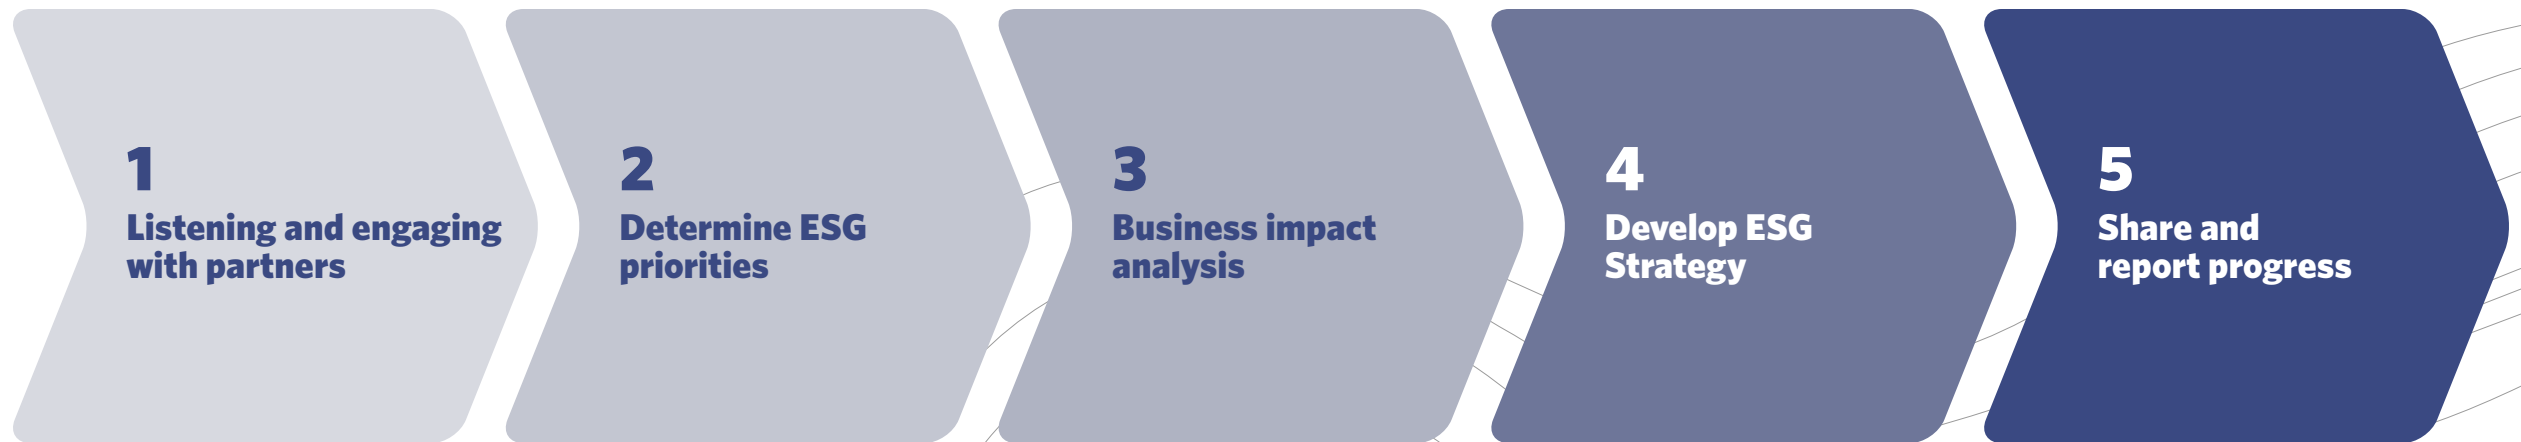 1
Listening and engaging
with partners
2
Determine ESG
priorities
3
Business impact
analysis
4
Develop ESG
Strategy
5
Share and
report progress